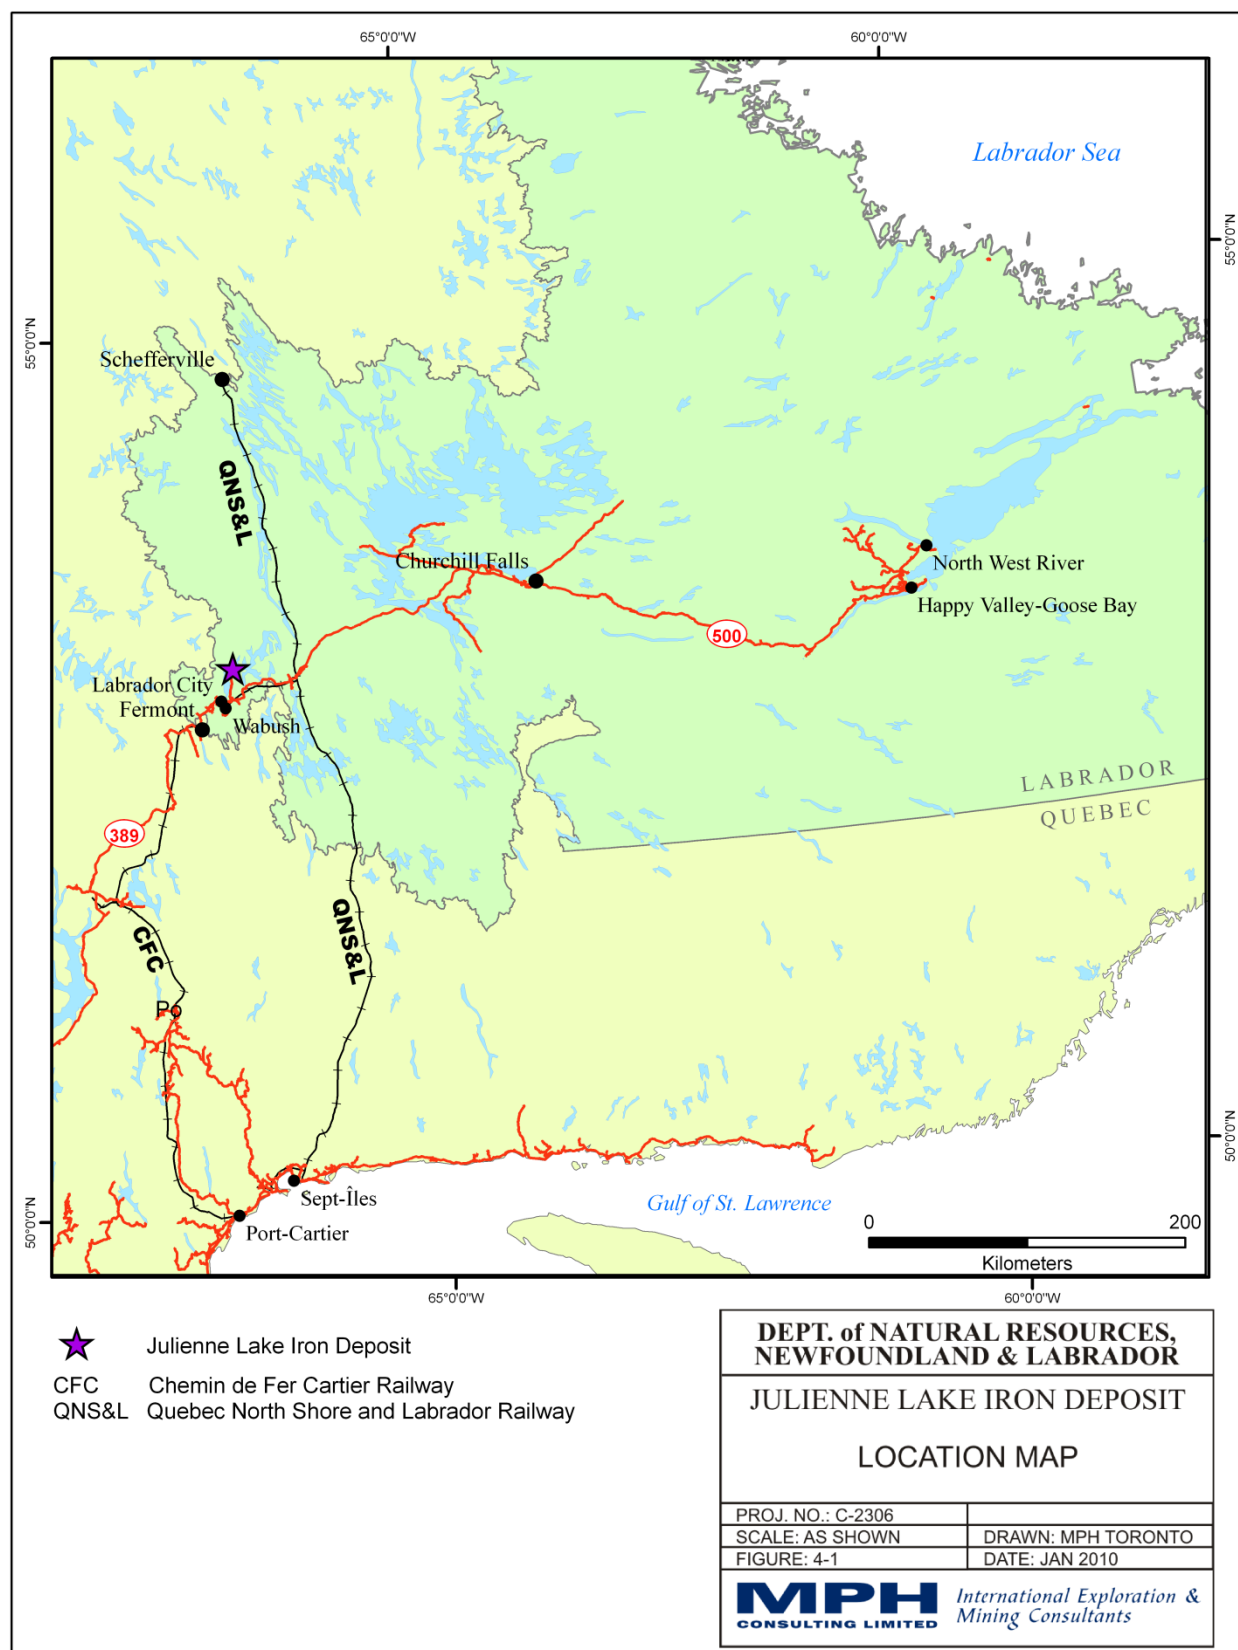 65°0'0"W
60°0'0"W
Labrador Sea
55°0'0"N
55°0'0"N
Schefferville
QNS&L
Churchill Falls
North West River
Happy Valley-Goose Bay
500
Labrador City
Fermont
Wabush
LABRADOR
QUEBEC
389
QNS&L
CFC
Po
50°0'0"N
50°0'0"N
Sept-Îles
Gulf of St. Lawrence
Port-Cartier
0
200
Kilometers
65°0'0"W
60°0'0"W
Julienne Lake Iron Deposit
CFC Chemin de Fer Cartier Railway
QNS&L Quebec North Shore and Labrador Railway
DEPT. of NATURAL RESOURCES,
NEWFOUNDLAND & LABRADOR
JULIENNE LAKE IRON DEPOSIT
LOCATION MAP
PROJ. NO.: C-2306
SCALE: AS SHOWN
DRAWN: MPH TORONTO
FIGURE: 4-1
DATE: JAN 2010
MPH
CONSULTING LIMITED
International Exploration &
Mining Consultants